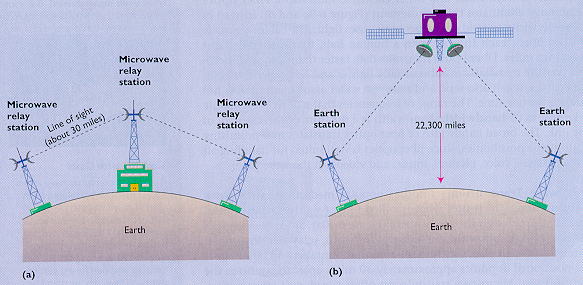 Microwave
relay
station
Microwave
relay
station
Line of sight
(about 30 miles)
Microwave
relay
station
Earth
(a)
Earth
station
22,300 miles
Earth
station
Earth
(b)